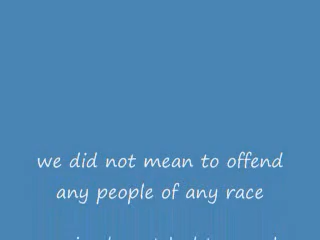 we did not mean to offend
any people of any race